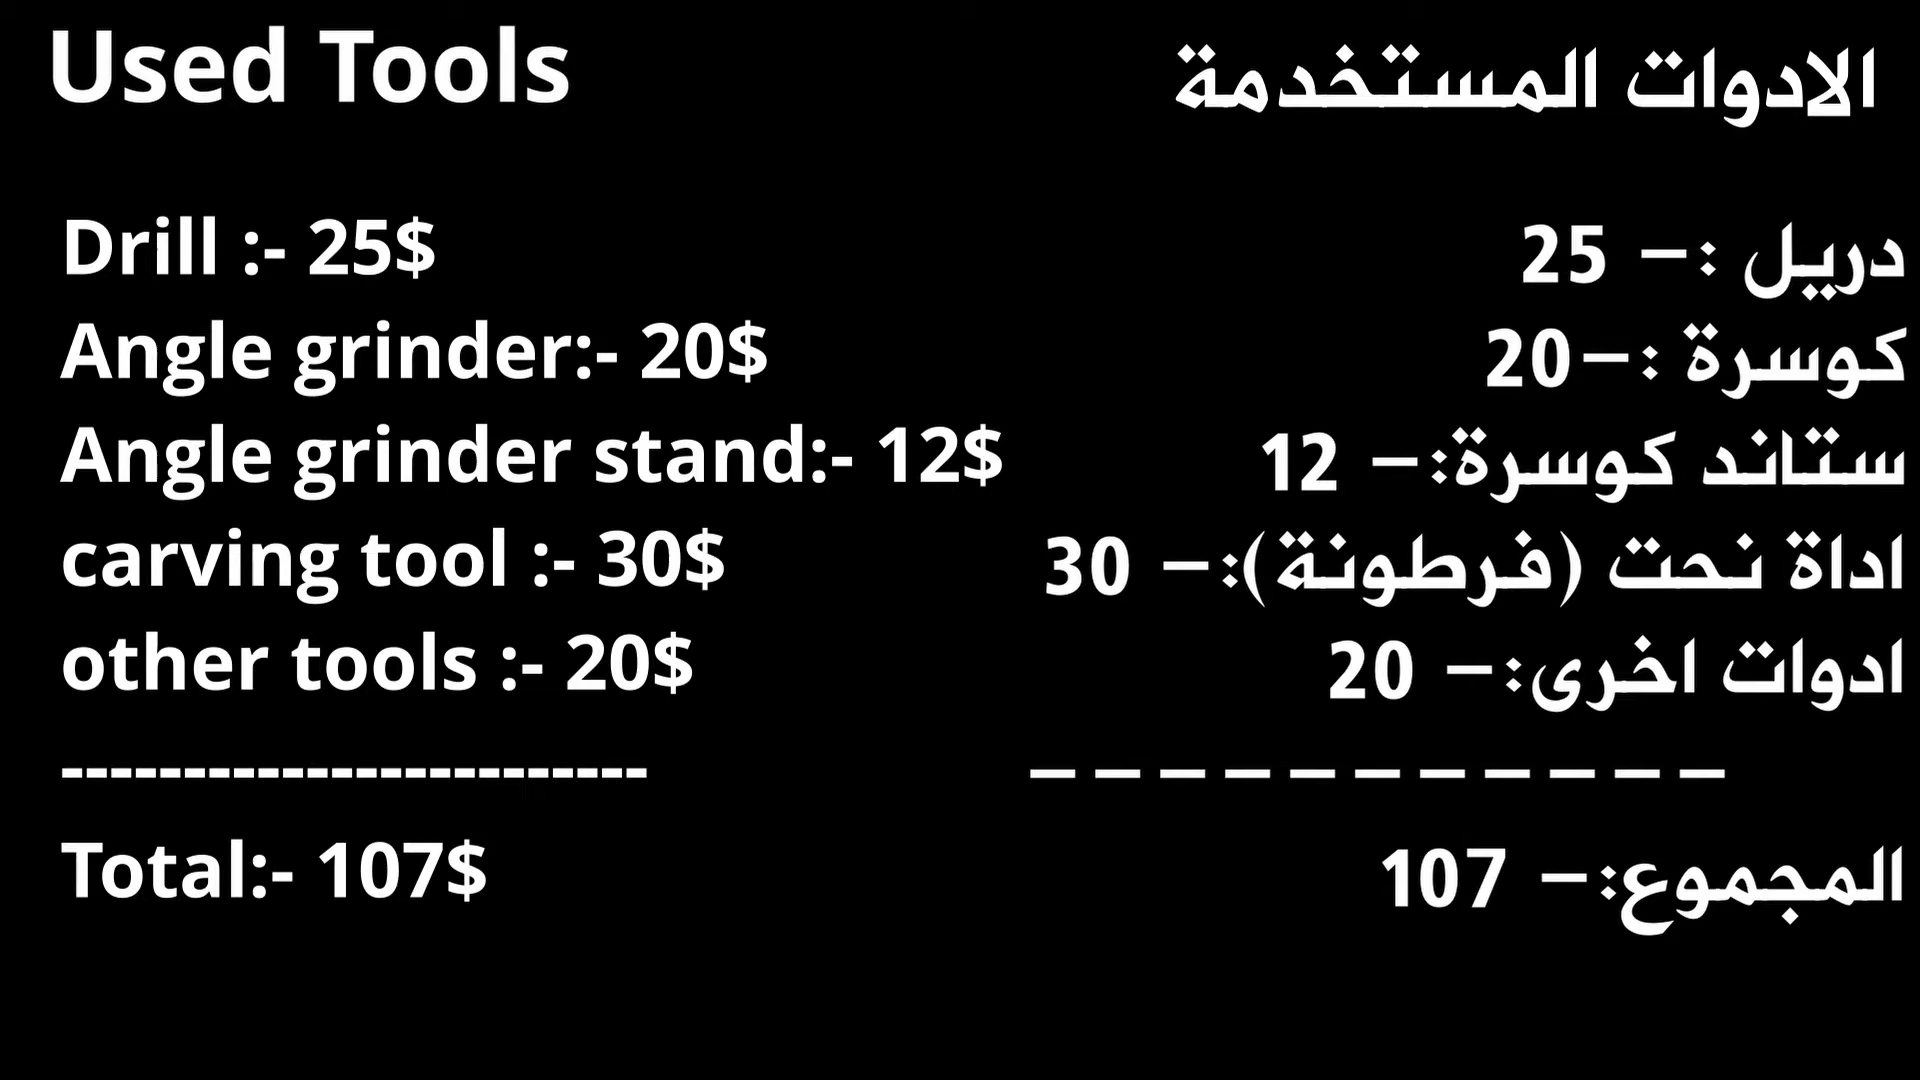 Used Tools
Drill :- 25$
Angle grinder:- 20$
Angle grinder stand:- 12$
carving tool :- 30$
other tools :- 20$
------------------------
Total:- 107$
الادوات المستخدمة
دريل :– 25
كوسرة :–20
ستاند كوسرة:– 12
اداة نحت (فرطونة):– 30
ادوات اخرى:– 20
– – – – – – – – – – –
المجموع:– 107